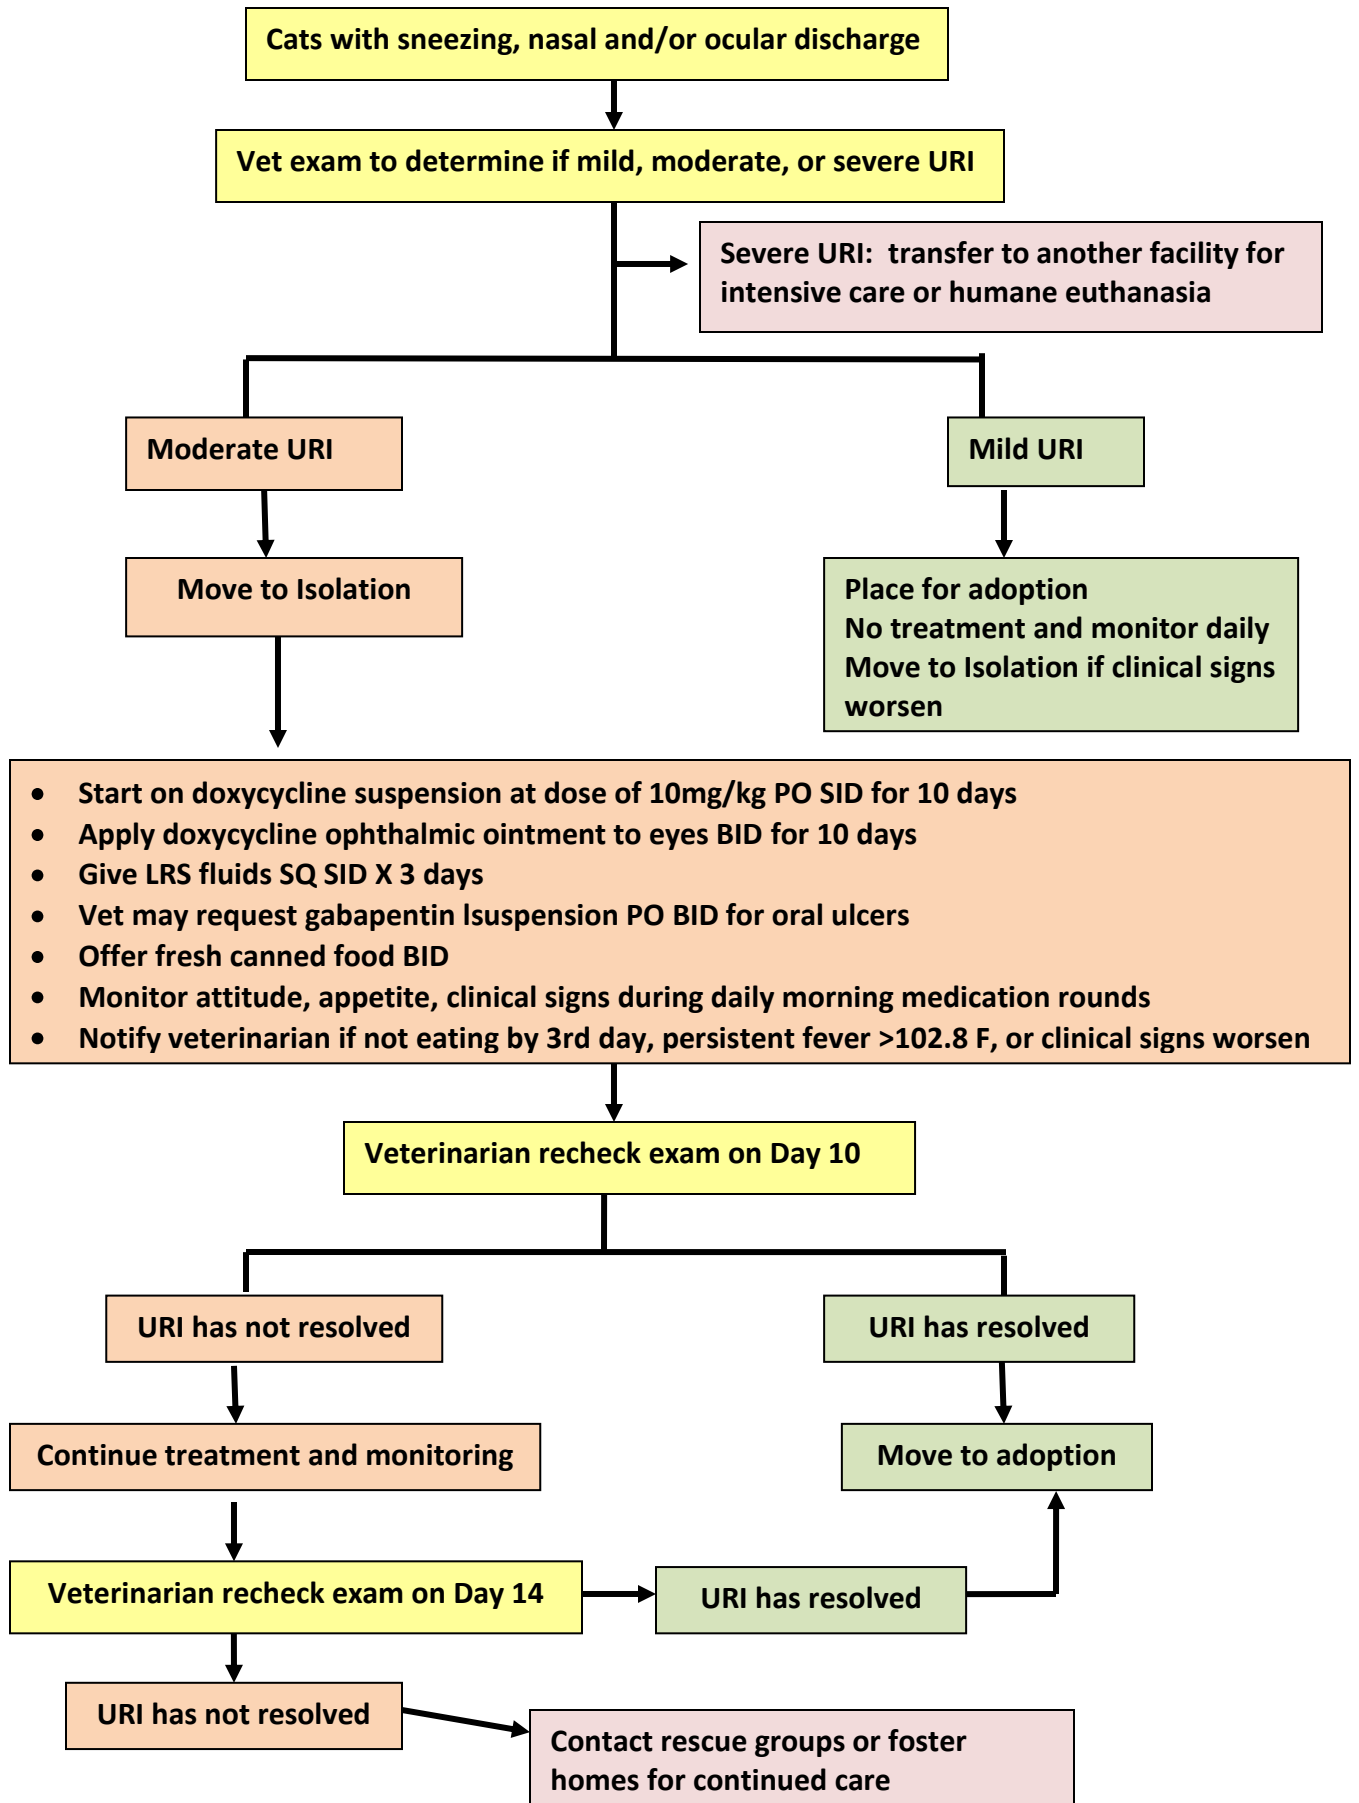 Cats with sneezing, nasal and/or ocular discharge
Vet exam to determine if mild, moderate, or severe URI
Severe URI:  transfer to another facility for
intensive care or humane euthanasia
Moderate URI
Mild URI
Move to Isolation
Place for adoption
No treatment and monitor daily
Move to Isolation if clinical signs
worsen
• Start on doxycycline suspension at dose of 10mg/kg PO SID for 10 days
• Apply doxycycline ophthalmic ointment to eyes BID for 10 days
• Give LRS fluids SQ SID X 3 days
• Vet may request gabapentin lsuspension PO BID for oral ulcers
• Offer fresh canned food BID
• Monitor attitude, appetite, clinical signs during daily morning medication rounds
• Notify veterinarian if not eating by 3rd day, persistent fever >102.8 F, or clinical signs worsen
Veterinarian recheck exam on Day 10
URI has not resolved
URI has resolved
Continue treatment and monitoring
Move to adoption
Veterinarian recheck exam on Day 14
URI has resolved
URI has not resolved
Contact rescue groups or foster
homes for continued care